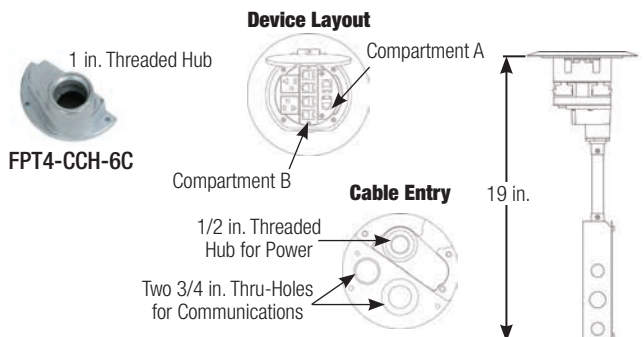 1 in. Threaded Hub
FPT4-CCH-6C
Device Layout
Compartment A
Compartment B
Cable Entry
1/2 in. Threaded
Hub for Power
Two 3/4 in. Thru-Holes
for Communications
19 in.